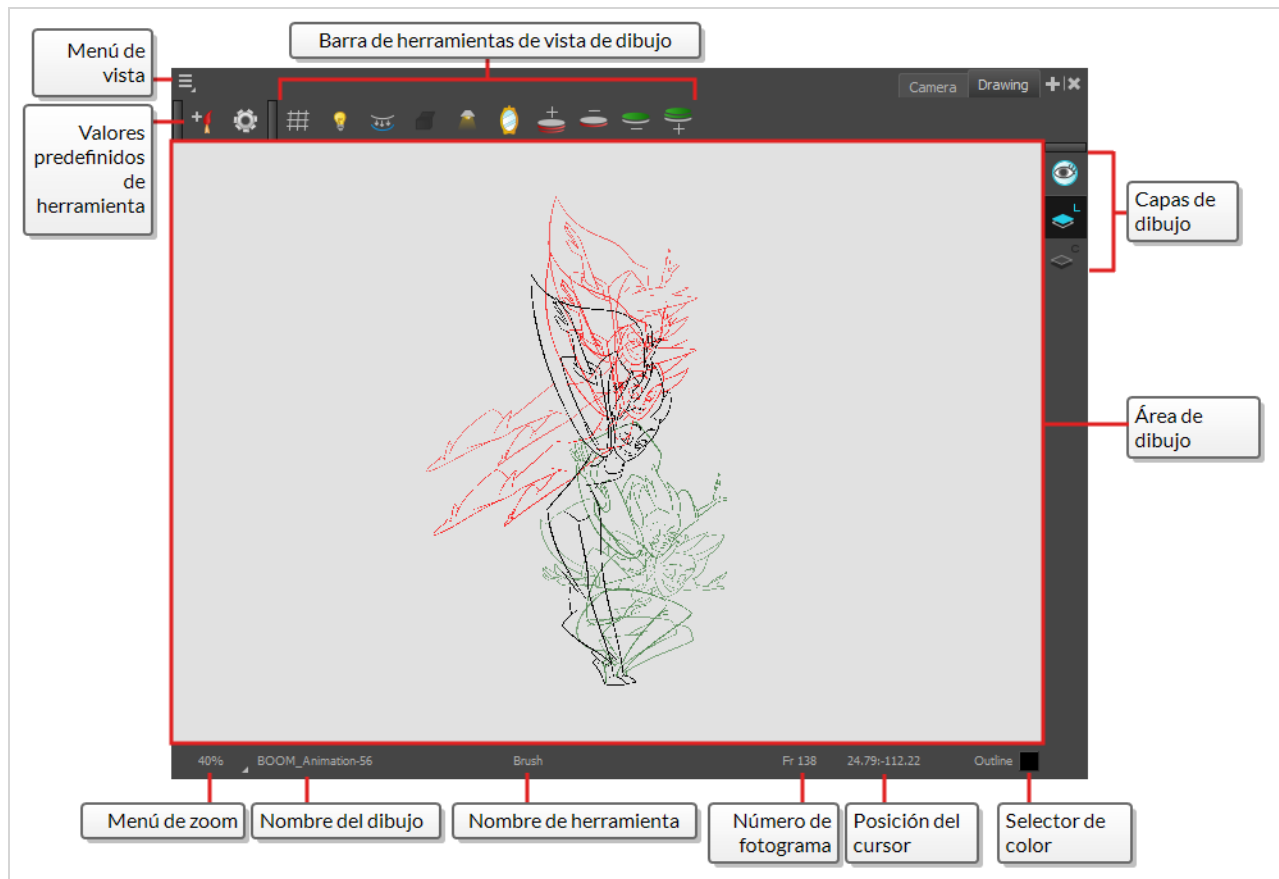 Barra de herramientas de vista de dibujo
Menú de
vista
Camera
Drawing
Valores
predefinidos
de
herramienta
L
C
Capas de
dibujo
Área de
dibujo
40%
BOOM_Animation-56
Brush
Fr 138
24.79:-112.22
Outline
Menú de zoom
Nombre del dibujo
Nombre de herramienta
Número de
fotograma
Posición del
cursor
Selector de
color